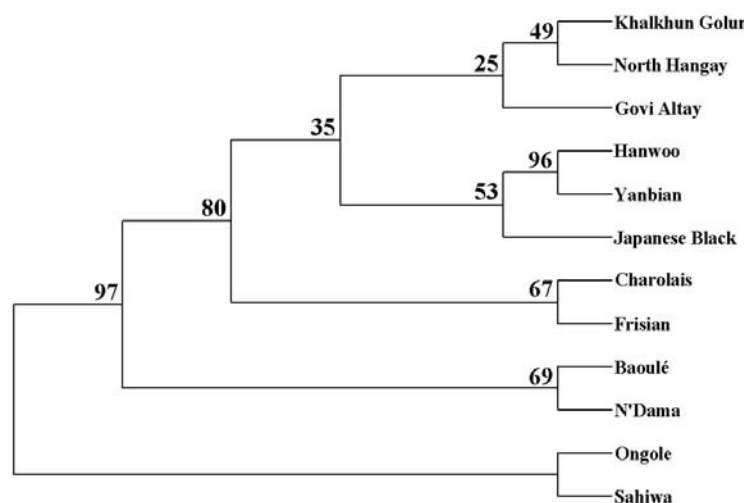 Khalkhun Golun
49
North Hangay
25
Govi Altay
35
Hanwoo
96
Yanbian
53
80
Japanese Black
Charolais
67
97
Frisian
Baoulé
69
N'Dama
Ongole
Sahiwa